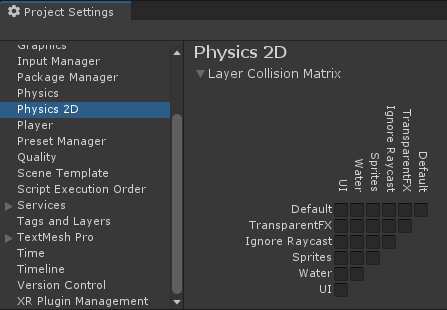 Project Settings
Graphics
Input Manager
Package Manager
Physics
Physics 2D
Player
Preset Manager
Quality
Scene Template
Script Execution Order
Services
Tags and Layers
TextMesh Pro
Time
Timeline
Version Control
XR Plugin Management
Physics 2D
Layer Collision Matrix
UI
Water
Sprites
Ignore Raycast
TransparentFX
Default
Default
TransparentFX
Ignore Raycast
Sprites
Water
UI